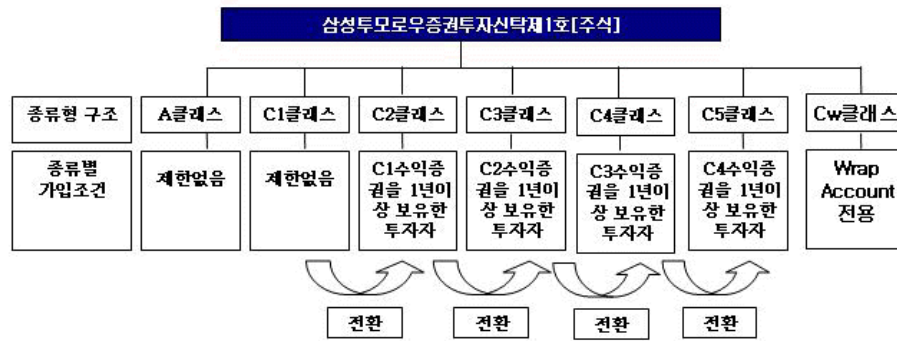 삼성투모로우증권투자신탁제1호[주식]
종류형 구조
A클래스
C1클래스
C2클래스
C3클래스
C4클래스
C5클래스
Cw클래스
종류별
가입조건
제한없음
제한없음
C1수익증
권을 1년이
상 보유한
투자자
C2수익증
권을 1년이
상 보유한
투자자
C3수익증
권을 1년이
상 보유한
투자자
C4수익증
권을 1년이
상 보유한
투자자
Wrap
Account
전용
전환
전환
전환
전환